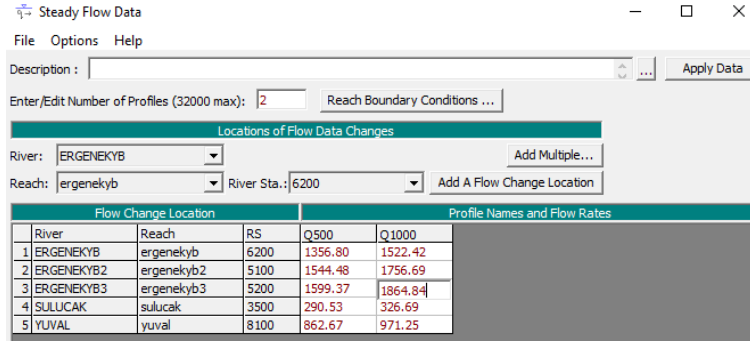 Steady Flow Data
File Options Help
Description :
... Apply Data
Enter/Edit Number of Profiles (32000 max): 2 Reach Boundary Conditions ...
Locations of Flow Data Changes
River: ERGENEKYB Add Multiple...
Reach: ergenekyb River Sta.: 6200 Add A Flow Change Location
Flow Change Location Profile Names and Flow Rates
River Reach RS Q500 Q1000
1 ERGENEKYB ergenekyb 6200 1356.80 1522.42
2 ERGENEKYB2 ergenekyb2 5100 1544.48 1756.69
3 ERGENEKYB3 ergenekyb3 5200 1599.37 1864.84
4 SULUCAK sulucak 3500 290.53 326.69
5 YUVAL yuval 8100 862.67 971.25